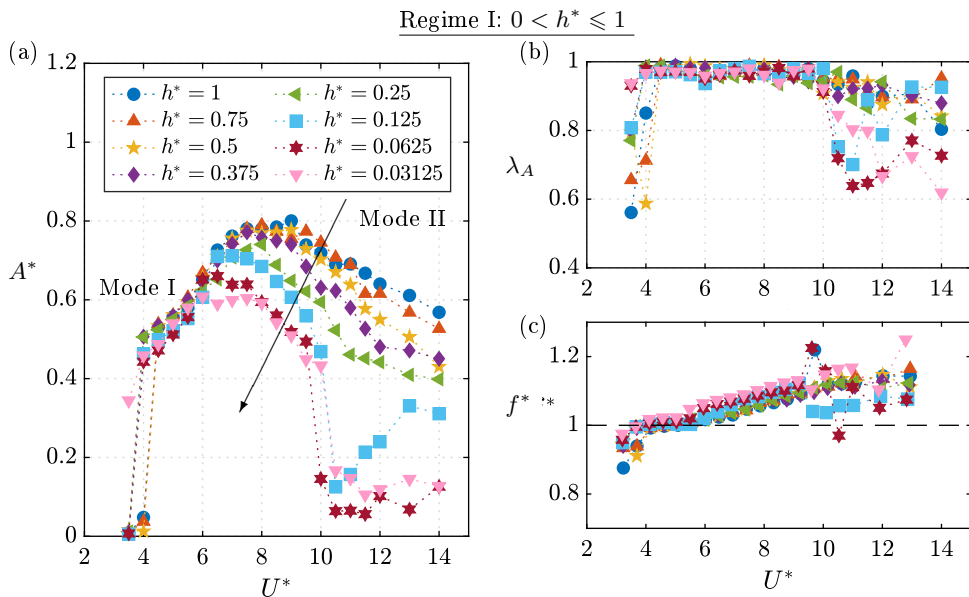 Regime I: 0 < h* ⩽ 1
(a)
1.2
1
0.8
0.6
0.4
0.2
0
A*
h* = 1
h* = 0.75
h* = 0.5
h* = 0.375
h* = 0.25
h* = 0.125
h* = 0.0625
h* = 0.03125
Mode I
Mode II
2 4 6 8 10 12 14
U*
(b)
1
0.8
0.6
0.4
λA
2 4 6 8 10 12 14
(c)
1.2
1
0.8
f*
2 4 6 8 10 12 14
U*